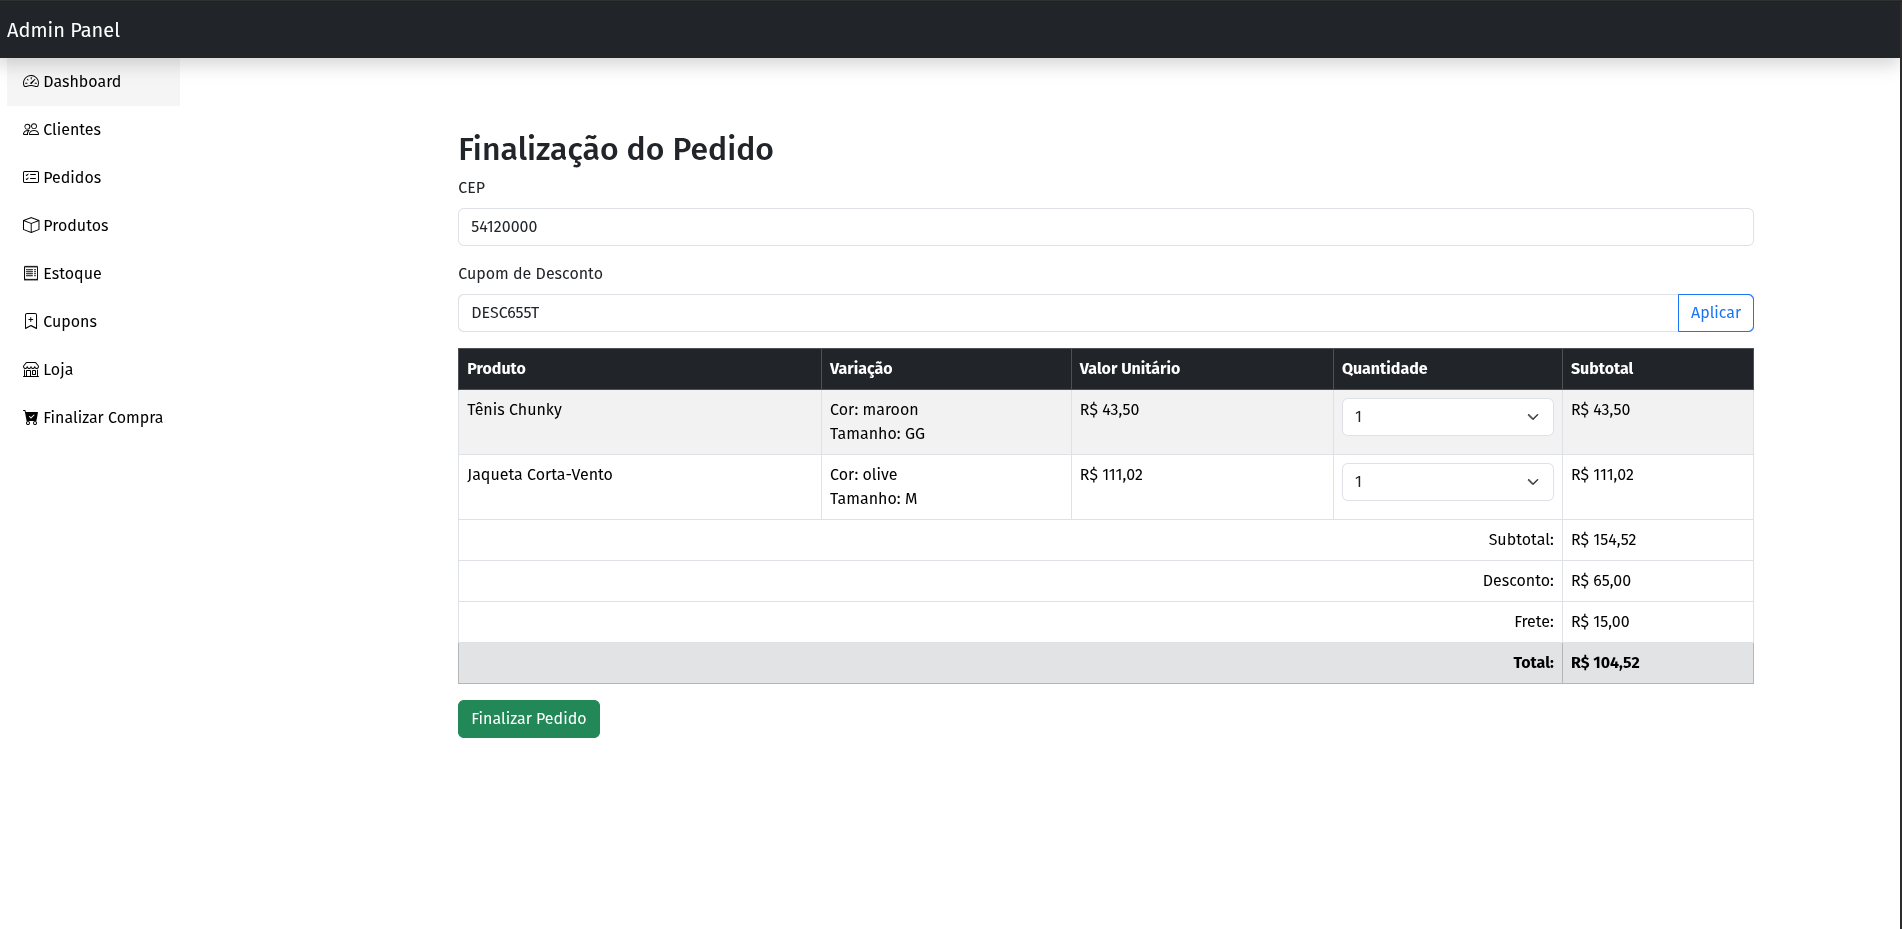 Admin Panel
Dashboard
Clientes
Pedidos
Produtos
Estoque
Cupons
Loja
Finalizar Compra
Finalização do Pedido
CEP
54120000
Cupom de Desconto
DESC655T
Aplicar
Produto Variação Valor Unitário Quantidade Subtotal
Tênis Chunky Cor: maroon R$ 43,50 1 R$ 43,50
Tamanho: GG
Jaqueta Corta-Vento Cor: olive R$ 111,02 1 R$ 111,02
Tamanho: M
Subtotal: R$ 154,52
Desconto: R$ 65,00
Frete: R$ 15,00
Total: R$ 104,52
Finalizar Pedido